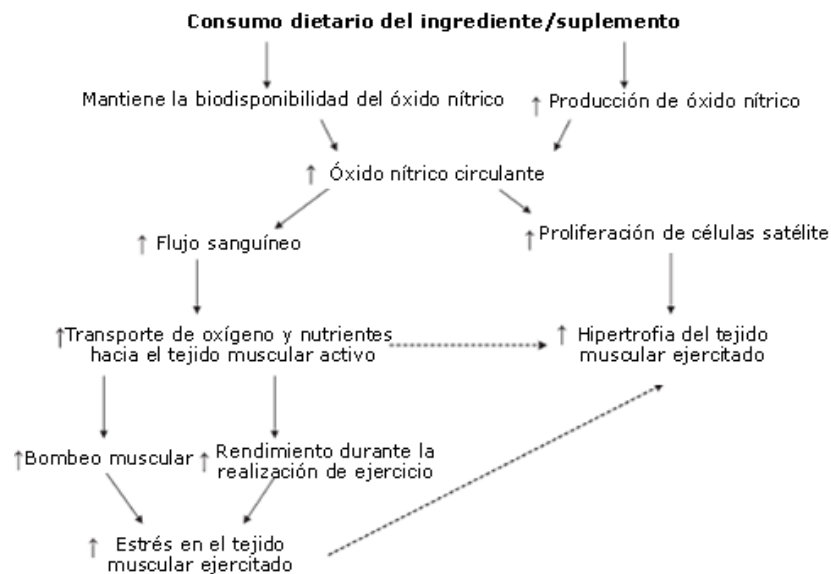 Consumo dietario del ingrediente/suplemento
Mantiene la biodisponibilidad del óxido nítrico
↑ Producción de óxido nítrico
↑ Óxido nítrico circulante
↑ Flujo sanguíneo
↑ Proliferación de células satélite
↑Transporte de oxígeno y nutrientes
hacia el tejido muscular activo
↑ Hipertrofia del tejido
muscular ejercitado
↑Bombeo muscular
↑ Rendimiento durante la
realización de ejercicio
↑ Estrés en el tejido
muscular ejercitado